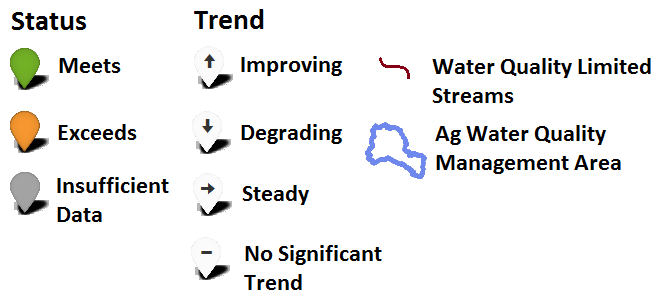 Status
Meets
Exceeds
Insufficient
Data
Trend
Improving
Degrading
Steady
No Significant
Trend
Water Quality Limited
Streams
Ag Water Quality
Management Area